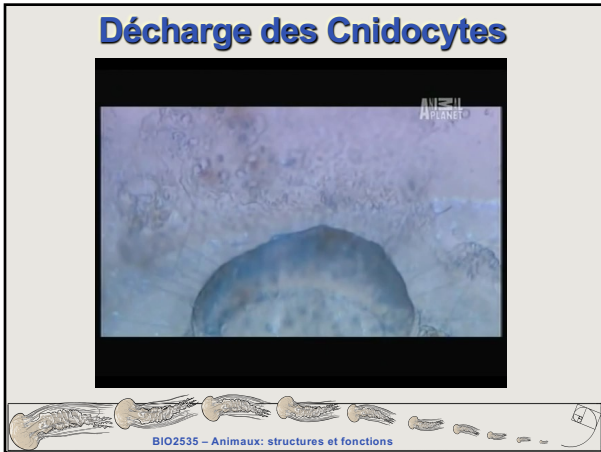 Décharge des Cnidocytes
ANIMAL
PLANET
BIO2535 – Animaux: structures et fonctions